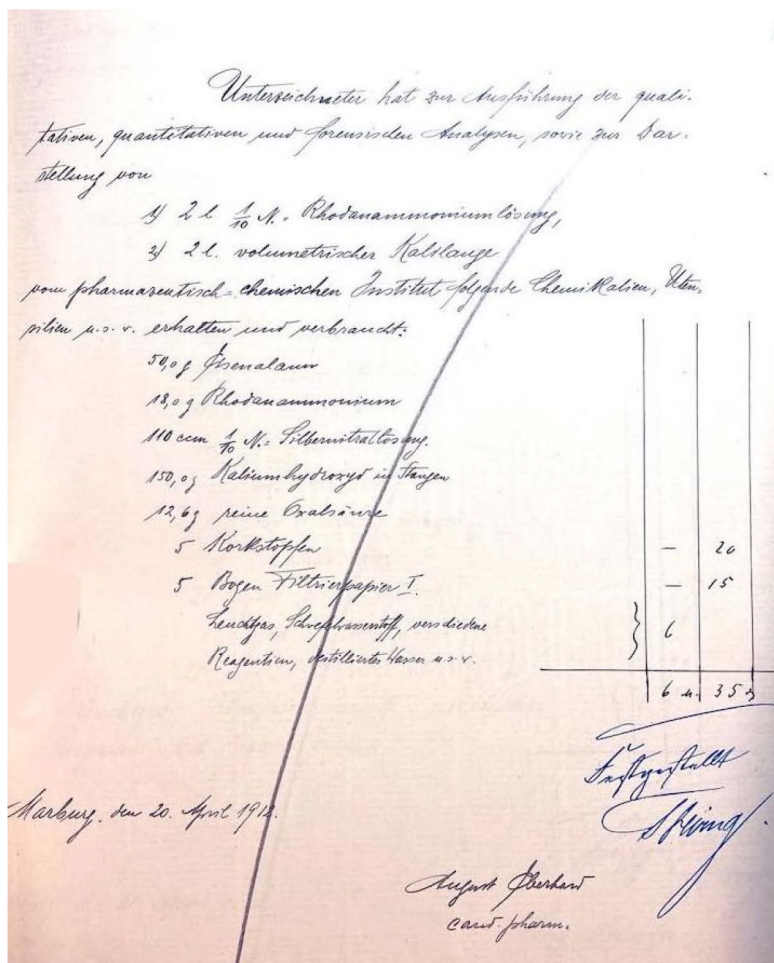 Unterzeichneter hat zur Ausführung der quali-
tativen, quantitativen und forensischen Analysen, sowie zur Dar-
stellung von
1) 2 l 1/10 N.- Rhodanammoniumlösung,
2) 2 l. volumetrischer Kalilauge
vom pharmazeutisch-chemischen Institut folgende Chemikalien, Uten-
silien u.s.w. erhalten und verbraucht:
50,0 g Eisenalaun
18,0 g Rhodanammonium
110 ccm 1/10 N.- Silbernitratlösung.
150,0 g Kaliumhydroxyd in Stangen
12,6 g reine Oxalsäure
5 Korkstopfen — 20
5 Bogen Filtrierpapier I. — 15
Leuchtgas, Schwefelwasserstoff, verschiedene } 6
Reagentien, destilliertes Wasser u.s.w.
6 M. 35
Festgestellt
Marburg, den 20. April 1912.
August Eberhard
cand. pharm.